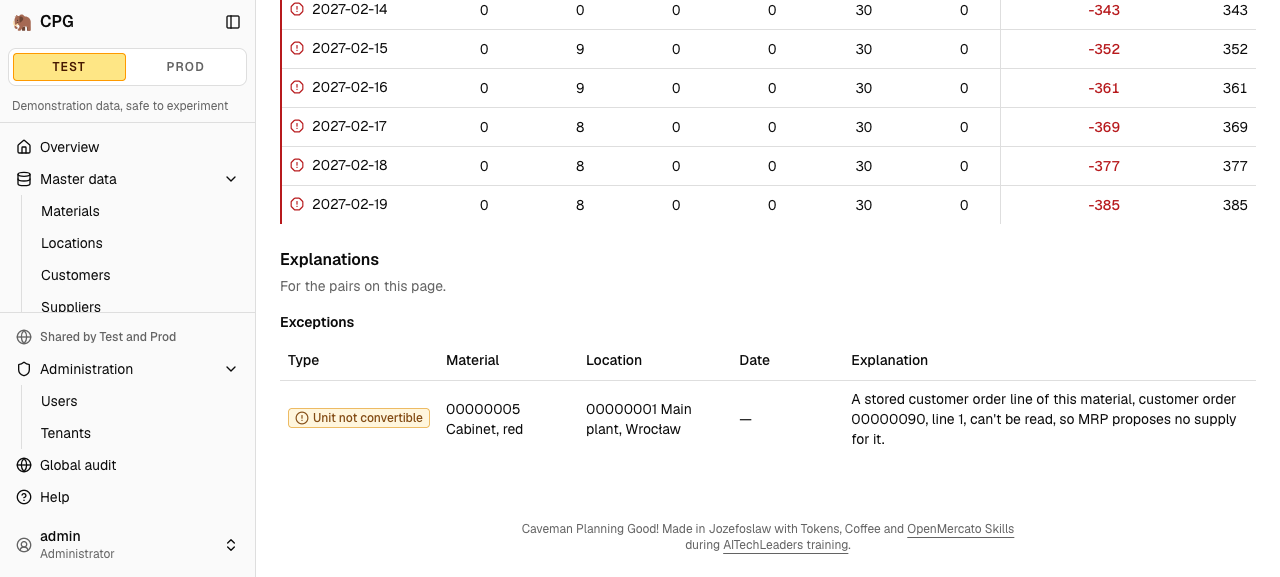 CPG
TEST PROD
Demonstration data, safe to experiment
Overview
Master data
Materials
Locations
Customers
Suppliers
Shared by Test and Prod
Administration
Users
Tenants
Global audit
Help
admin
Administrator
2027-02-14 0 0 0 0 30 0 -343 343
2027-02-15 0 9 0 0 30 0 -352 352
2027-02-16 0 9 0 0 30 0 -361 361
2027-02-17 0 8 0 0 30 0 -369 369
2027-02-18 0 8 0 0 30 0 -377 377
2027-02-19 0 8 0 0 30 0 -385 385
Explanations
For the pairs on this page.
Exceptions
Type Material Location Date Explanation
Unit not convertible
00000005
Cabinet, red
00000001 Main
plant, Wrocław
—
A stored customer order line of this material, customer order
00000090, line 1, can't be read, so MRP proposes no supply
for it.
Caveman Planning Good! Made in Jozefoslaw with Tokens, Coffee and OpenMercato Skills
during AITechLeaders training.